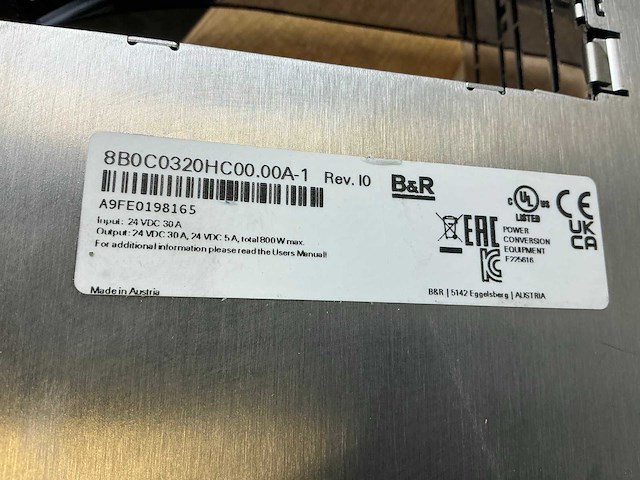 8B0C0320HC00.00A-1 Rev. I0
B&R
A9FE0198165
Input: 24 VDC 30 A
Output: 24 VDC 30 A, 24 VDC 5 A, total 800 W max.
For additional information please read the Users Manual!
Made in Austria
C UL US
LISTED
POWER
CONVERSION
EQUIPMENT
E225616
EAC
CE
UK
CA
B&R | 5142 Eggelsberg | AUSTRIA